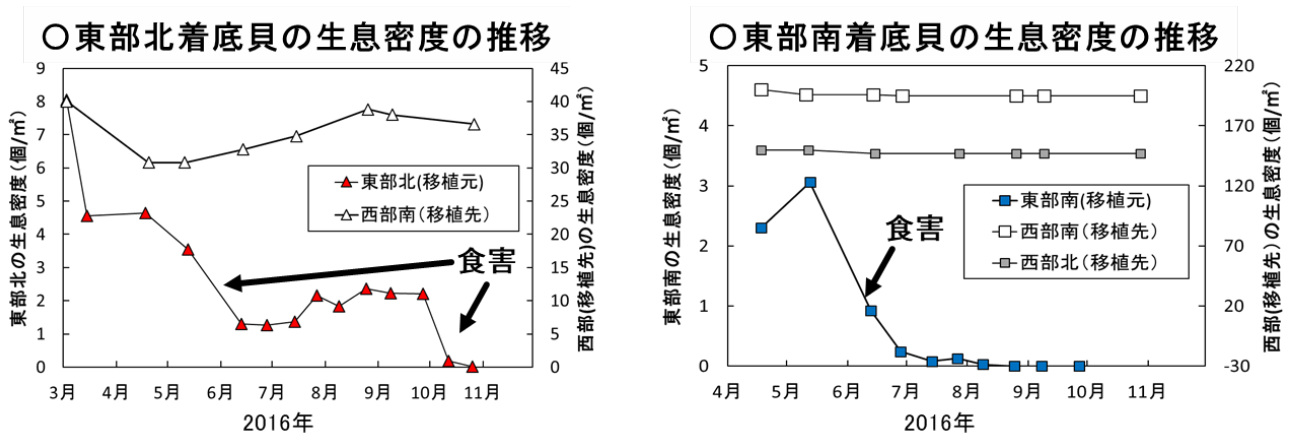 〇東部北着底貝の生息密度の推移
東部北の生息密度(個/㎡)
9
8
7
6
5
4
3
2
1
0
45
40
35
30
25
20
15
10
5
0
西部(移植先)の生息密度(個/㎡)
東部北(移植元)
西部南(移植先)
食害
3月 4月 5月 6月 7月 8月 9月 10月 11月
2016年
〇東部南着底貝の生息密度の推移
東部南の生息密度(個/㎡)
5
4
3
2
1
0
220
170
120
70
20
-30
西部(移植先)の生息密度(個/㎡)
東部南(移植元)
西部南(移植先)
西部北(移植先)
食害
4月 5月 6月 7月 8月 9月 10月 11月
2016年